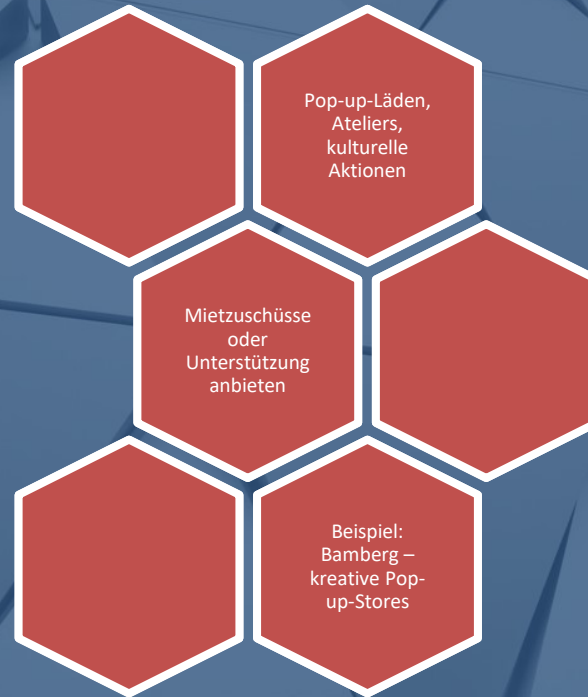 Pop-up-Läden,
Ateliers,
kulturelle
Aktionen
Mietzuschüsse
oder
Unterstützung
anbieten
Beispiel:
Bamberg –
kreative Pop-
up-Stores